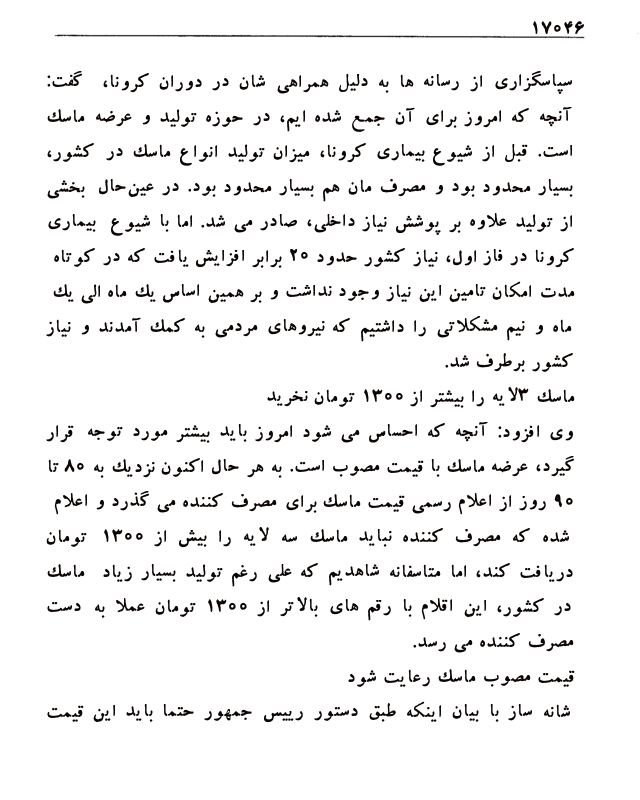 ۱۷۰۴۶
سپاسگزاری از رسانه ها به دلیل همراهی شان در دوران کرونا، گفت:
آنچه که امروز برای آن جمع شده ایم، در حوزه تولید و عرضه ماسك
است. قبل از شیوع بیماری کرونا، میزان تولید انواع ماسك در کشور،
بسیار محدود بود و مصرف مان هم بسیار محدود بود. در عین‌حال بخشی
از تولید علاوه بر پوشش نیاز داخلی، صادر می شد. اما با شیوع بیماری
کرونا در فاز اول، نیاز کشور حدود ۲۰ برابر افزایش یافت که در کوتاه
مدت امکان تامین این نیاز وجود نداشت و بر همین اساس یك ماه الی یك
ماه و نیم مشکلاتی را داشتیم که نیروهای مردمی به کمك آمدند و نیاز
کشور برطرف شد.
ماسك ۳لایه را بیشتر از ۱۳۰۰ تومان نخرید
وی افزود: آنچه که احساس می شود امروز باید بیشتر مورد توجه قرار
گیرد، عرضه ماسك با قیمت مصوب است. به هر حال اکنون نزدیك به ۸۰ تا
۹۰ روز از اعلام رسمی قیمت ماسك برای مصرف کننده می گذرد و اعلام
شده که مصرف کننده نباید ماسك سه لایه را بیش از ۱۳۰۰ تومان
دریافت کند، اما متاسفانه شاهدیم که علی رغم تولید بسیار زیاد ماسك
در کشور، این اقلام با رقم های بالاتر از ۱۳۰۰ تومان عملا به دست
مصرف کننده می رسد.
قیمت مصوب ماسك رعایت شود
شانه ساز با بیان اینکه طبق دستور رییس جمهور حتما باید این قیمت